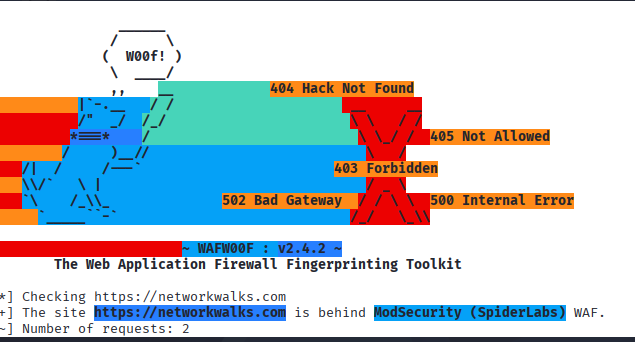 W00f!
404 Hack Not Found
405 Not Allowed
403 Forbidden
502 Bad Gateway
500 Internal Error
~ WAFW00F : v2.4.2 ~
The Web Application Firewall Fingerprinting Toolkit
*] Checking https://networkwalks.com
+] The site https://networkwalks.com is behind ModSecurity (SpiderLabs) WAF.
~] Number of requests: 2